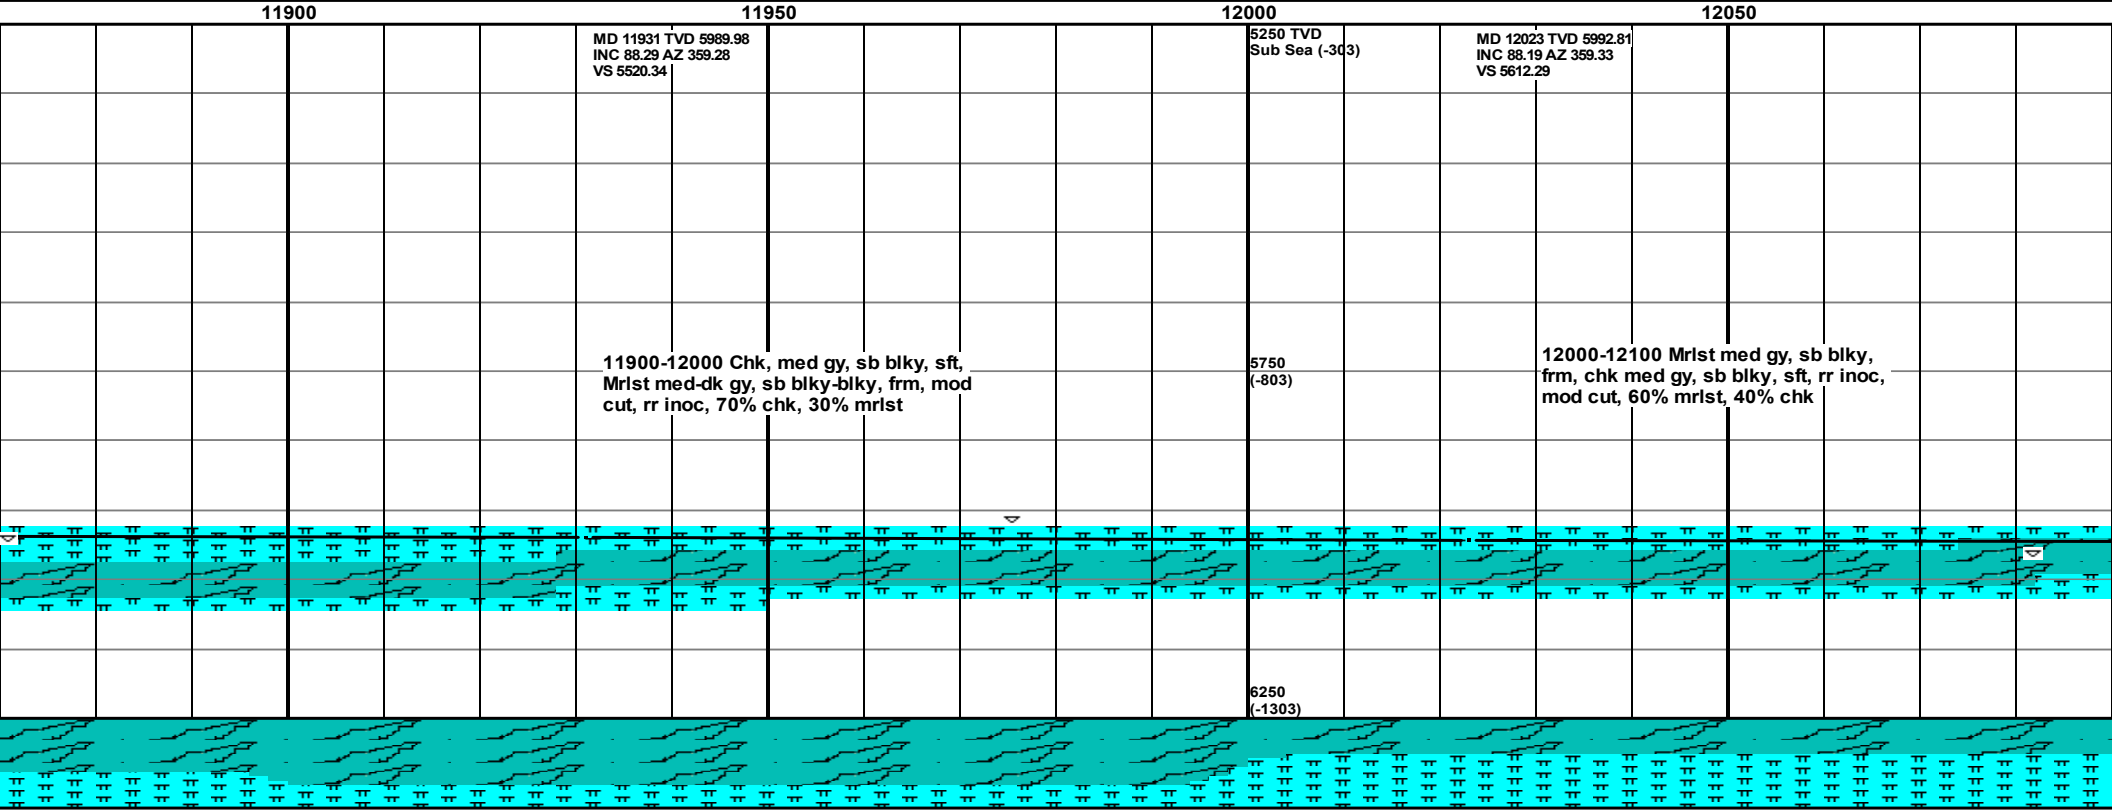 11900
11950
12000
12050
MD 11931 TVD 5989.98
INC 88.29 AZ 359.28
VS 5520.34
5250 TVD
Sub Sea (-303)
MD 12023 TVD 5992.81
INC 88.19 AZ 359.33
VS 5612.29
11900-12000 Chk, med gy, sb blky, sft,
Mrlst med-dk gy, sb blky-blky, frm, mod
cut, rr inoc, 70% chk, 30% mrlst
5750
(-803)
12000-12100 Mrlst med gy, sb blky,
frm, chk med gy, sb blky, sft, rr inoc,
mod cut, 60% mrlst, 40% chk
6250
(-1303)